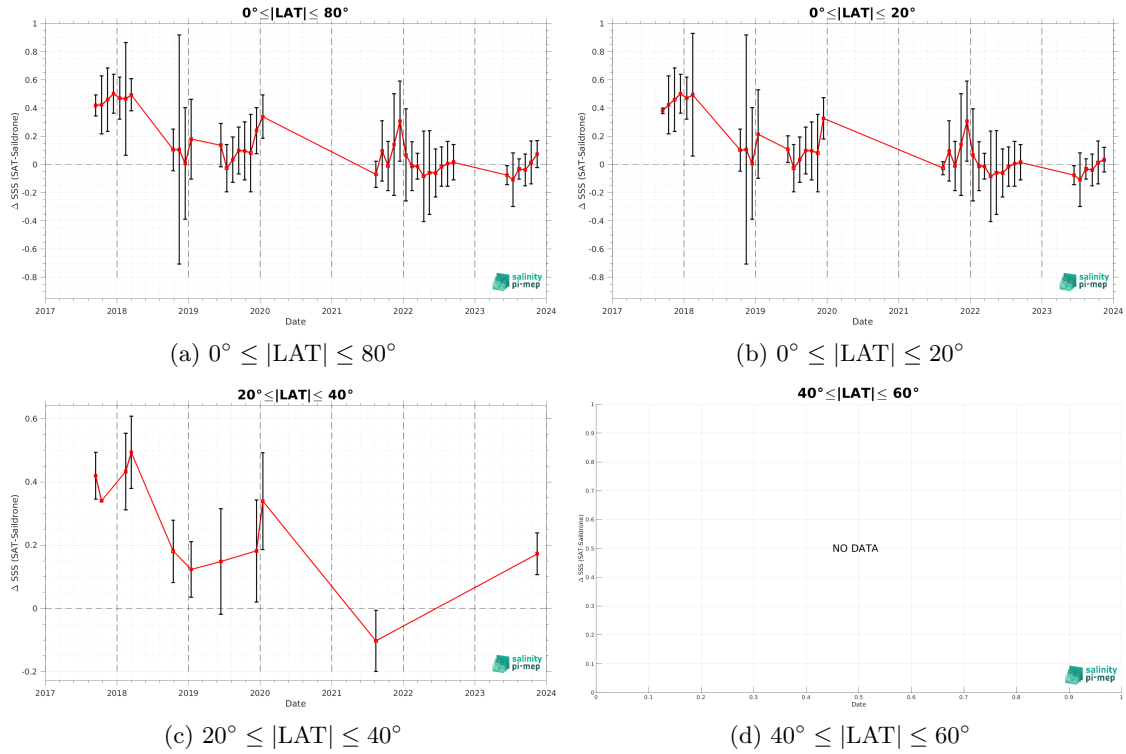 0°≤|LAT|≤ 80°
1
0.8
0.6
0.4
0.2
0
-0.2
-0.4
-0.6
-0.8
Δ SSS (SAT-Saildrone)
2017 2018 2019 2020 2021 2022 2023 2024
Date
salinity
pi-mep
(a) 0° ≤ |LAT| ≤ 80°
0°≤|LAT|≤ 20°
1
0.8
0.6
0.4
0.2
0
-0.2
-0.4
-0.6
-0.8
Δ SSS (SAT-Saildrone)
2017 2018 2019 2020 2021 2022 2023 2024
Date
salinity
pi-mep
(b) 0° ≤ |LAT| ≤ 20°
20°≤|LAT|≤ 40°
0.6
0.4
0.2
0
-0.2
Δ SSS (SAT-Saildrone)
2017 2018 2019 2020 2021 2022 2023 2024
Date
salinity
pi-mep
(c) 20° ≤ |LAT| ≤ 40°
40°≤|LAT|≤ 60°
1
0.9
0.8
0.7
0.6
0.5
0.4
0.3
0.2
0.1
0
Δ SSS (SAT-Saildrone)
NO DATA
0 0.1 0.2 0.3 0.4 0.5 0.6 0.7 0.8 0.9 1
Date
salinity
pi-mep
(d) 40° ≤ |LAT| ≤ 60°